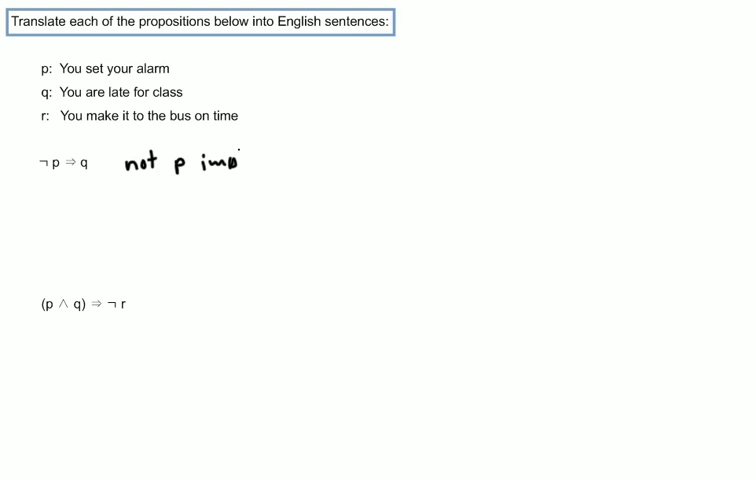 Translate each of the propositions below into English sentences:
p: You set your alarm
q: You are late for class
r: You make it to the bus on time
¬ p ⇒ q not p imp
(p ∧ q) ⇒ ¬ r